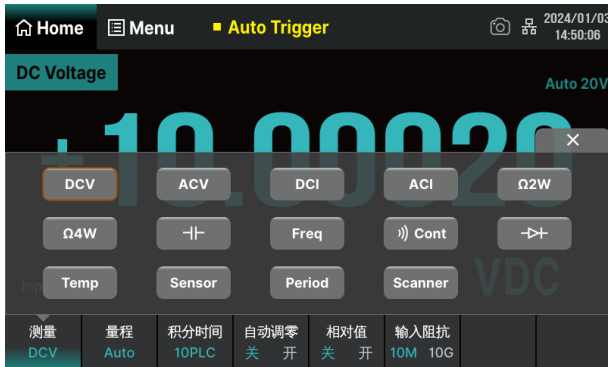 Home Menu Auto Trigger 2024/01/03
14:50:06
DC Voltage
Auto 20V
+10.00020
DCV ACV DCI ACI Ω2W
Ω4W Freq Cont
Temp Sensor Period Scanner
VDC
测量 量程 积分时间 自动调零 相对值 输入阻抗
DCV Auto 10PLC 关 开 关 开 10M 10G